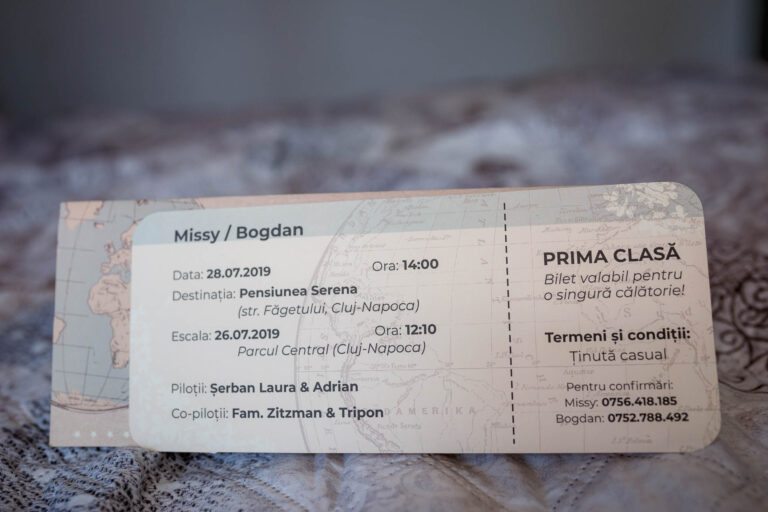 Missy / Bogdan
Data: 28.07.2019 Ora: 14:00
Destinația: Pensiunea Serena
(str. Făgetului, Cluj-Napoca)
Escala: 26.07.2019 Ora: 12:10
Parcul Central (Cluj-Napoca)
Piloții: Șerban Laura & Adrian
Co-piloții: Fam. Zitzman & Tripon
PRIMA CLASĂ
Bilet valabil pentru
o singură călătorie!
Termeni și condiții:
Ținută casual
Pentru confirmări:
Missy: 0756.418.185
Bogdan: 0752.788.492
DAMERIKA